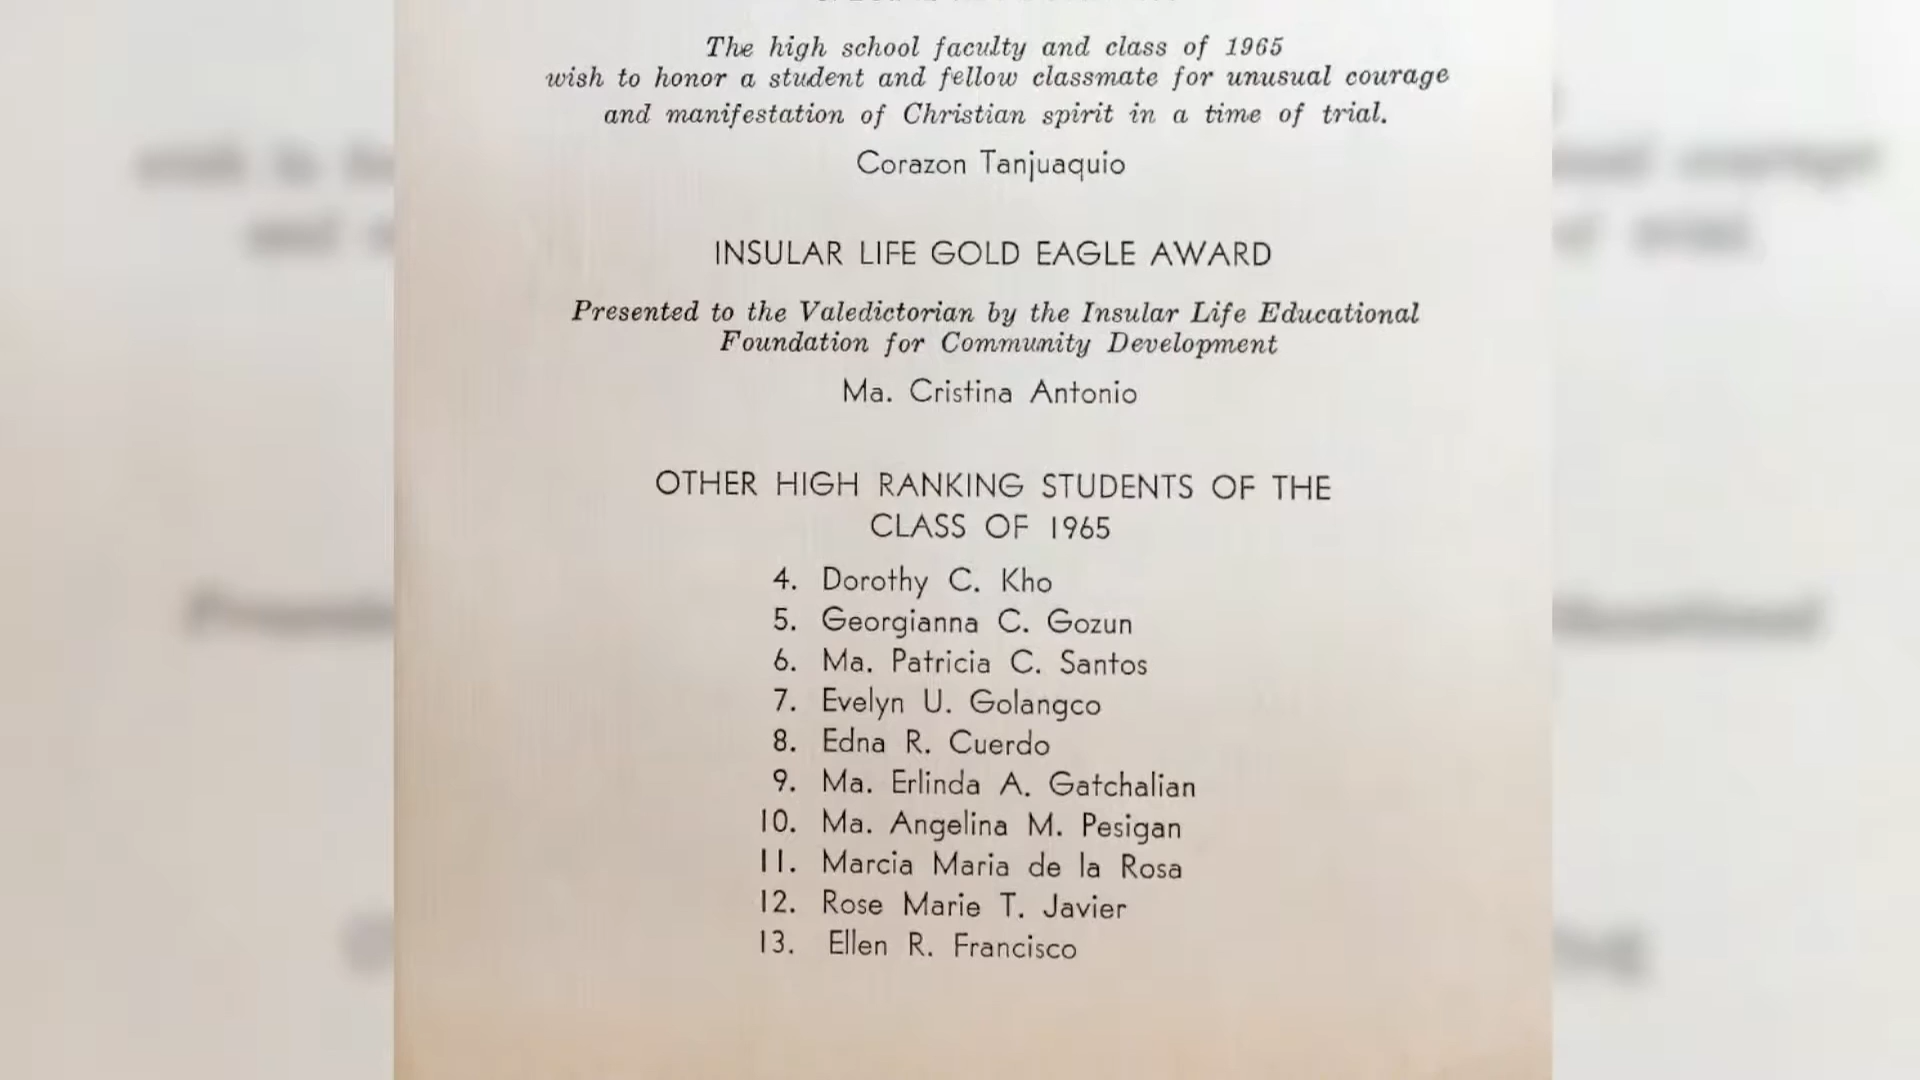 The high school faculty and class of 1965
wish to honor a student and fellow classmate for unusual courage
and manifestation of Christian spirit in a time of trial.
Corazon Tanjuaquio
INSULAR LIFE GOLD EAGLE AWARD
Presented to the Valedictorian by the Insular Life Educational
Foundation for Community Development
Ma. Cristina Antonio
OTHER HIGH RANKING STUDENTS OF THE
CLASS OF 1965
4. Dorothy C. Kho
5. Georgianna C. Gozun
6. Ma. Patricia C. Santos
7. Evelyn U. Golangco
8. Edna R. Cuerdo
9. Ma. Erlinda A. Gatchalian
10. Ma. Angelina M. Pesigan
11. Marcia Maria de la Rosa
12. Rose Marie T. Javier
13. Ellen R. Francisco